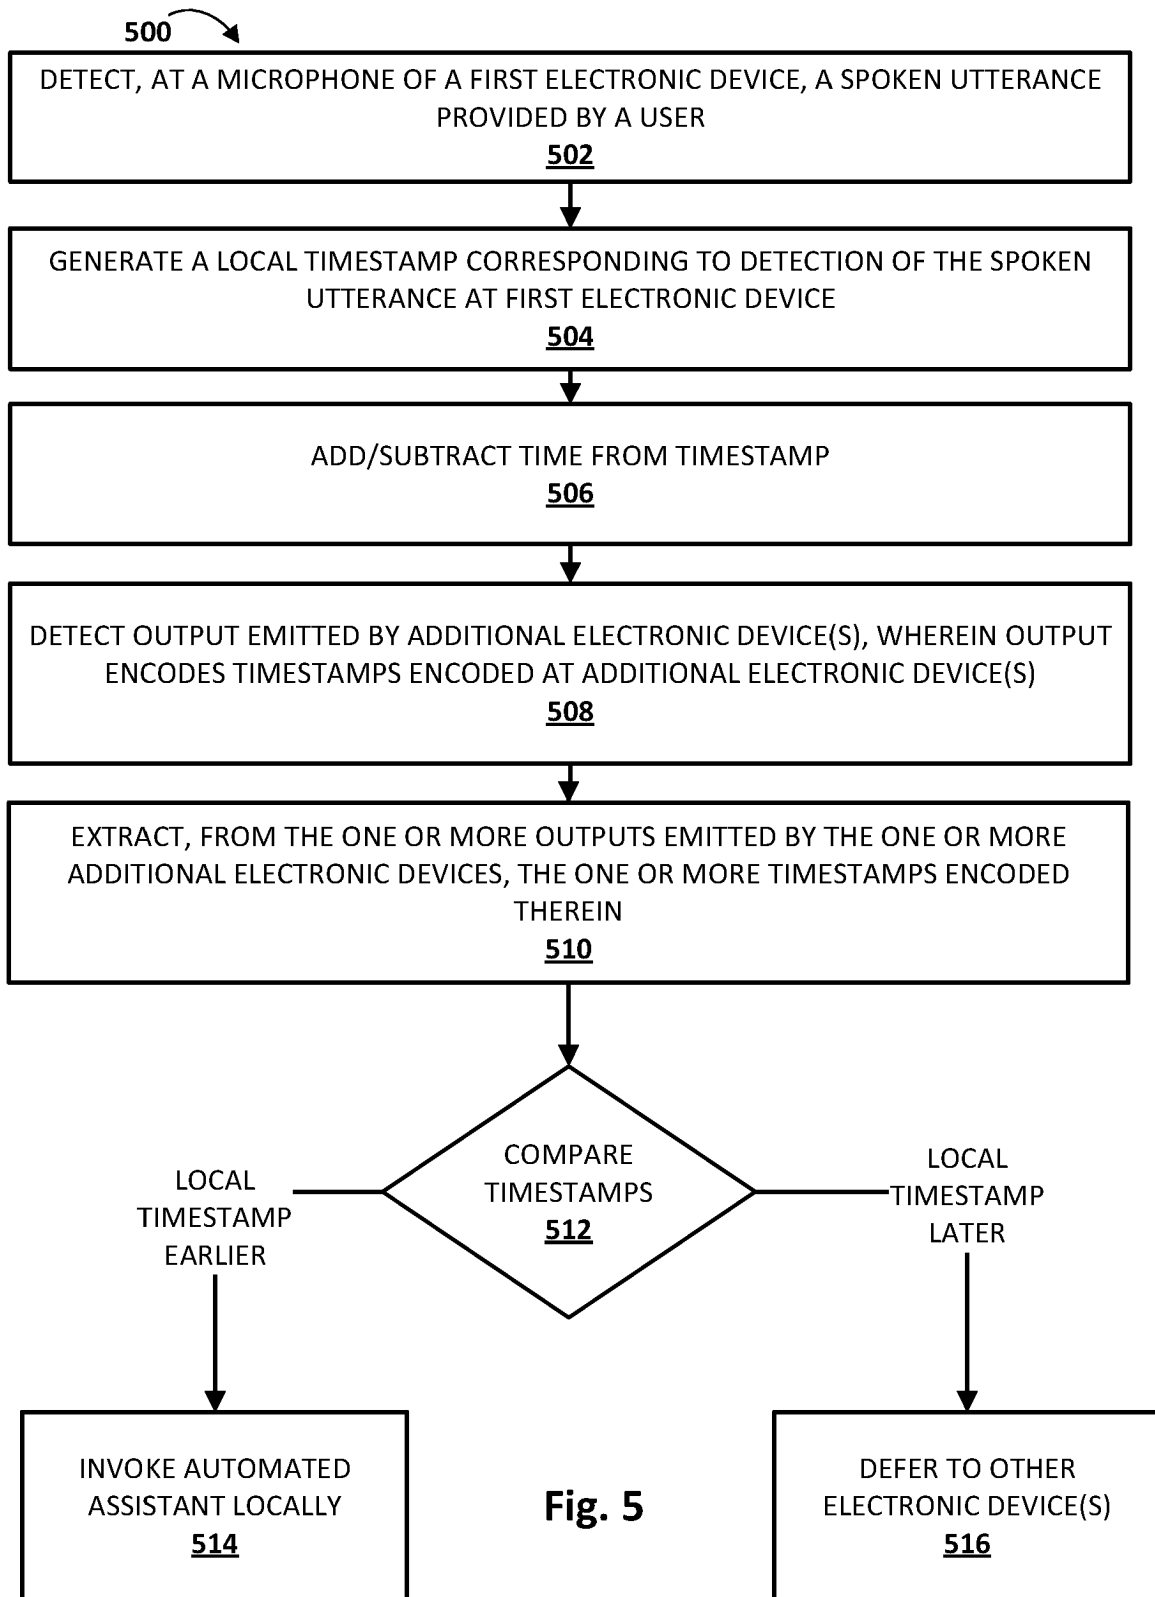 500
DETECT, AT A MICROPHONE OF A FIRST ELECTRONIC DEVICE, A SPOKEN UTTERANCE
PROVIDED BY A USER
502
GENERATE A LOCAL TIMESTAMP CORRESPONDING TO DETECTION OF THE SPOKEN
UTTERANCE AT FIRST ELECTRONIC DEVICE
504
ADD/SUBTRACT TIME FROM TIMESTAMP
506
DETECT OUTPUT EMITTED BY ADDITIONAL ELECTRONIC DEVICE(S), WHEREIN OUTPUT
ENCODES TIMESTAMPS ENCODED AT ADDITIONAL ELECTRONIC DEVICE(S)
508
EXTRACT, FROM THE ONE OR MORE OUTPUTS EMITTED BY THE ONE OR MORE
ADDITIONAL ELECTRONIC DEVICES, THE ONE OR MORE TIMESTAMPS ENCODED
THEREIN
510
COMPARE
TIMESTAMPS
512
LOCAL
TIMESTAMP
EARLIER
LOCAL
TIMESTAMP
LATER
INVOKE AUTOMATED
ASSISTANT LOCALLY
514
Fig. 5
DEFER TO OTHER
ELECTRONIC DEVICE(S)
516